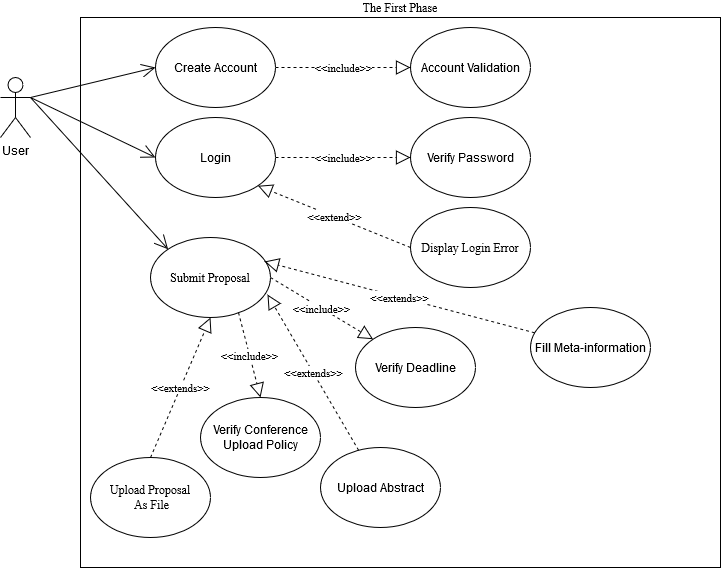 The First Phase
Create Account
<<include>>
Account Validation
User
Login
<<include>>
Verify Password
<<extend>>
Display Login Error
Submit Proposal
<<extends>>
<<include>>
Fill Meta-information
Verify Deadline
<<include>>
<<extends>>
<<extends>>
Verify Conference
Upload Policy
Upload Proposal
As File
Upload Abstract